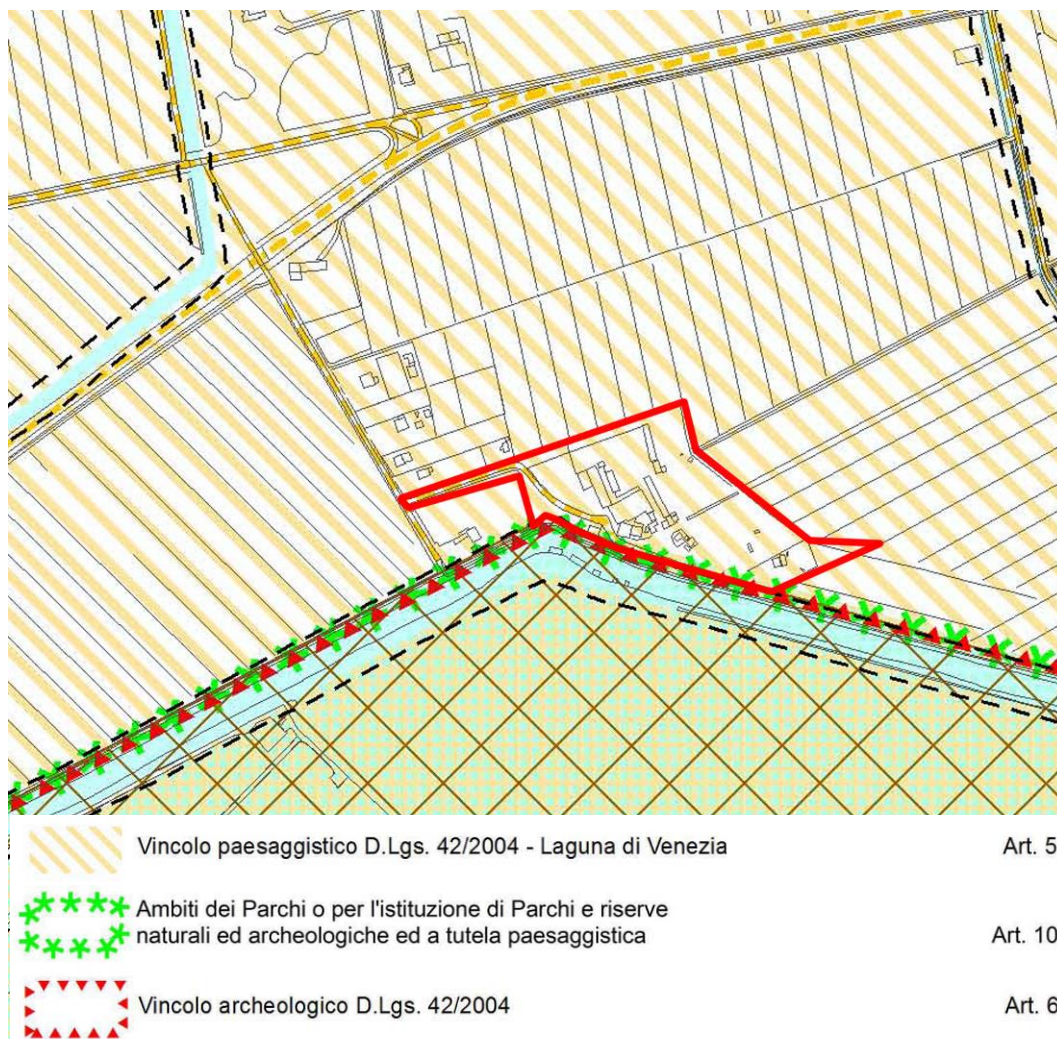 Vincolo paesaggistico D.Lgs. 42/2004 - Laguna di Venezia Art. 5
Ambiti dei Parchi o per l'istituzione di Parchi e riserve
naturali ed archeologiche ed a tutela paesaggistica Art. 10
Vincolo archeologico D.Lgs. 42/2004 Art. 6